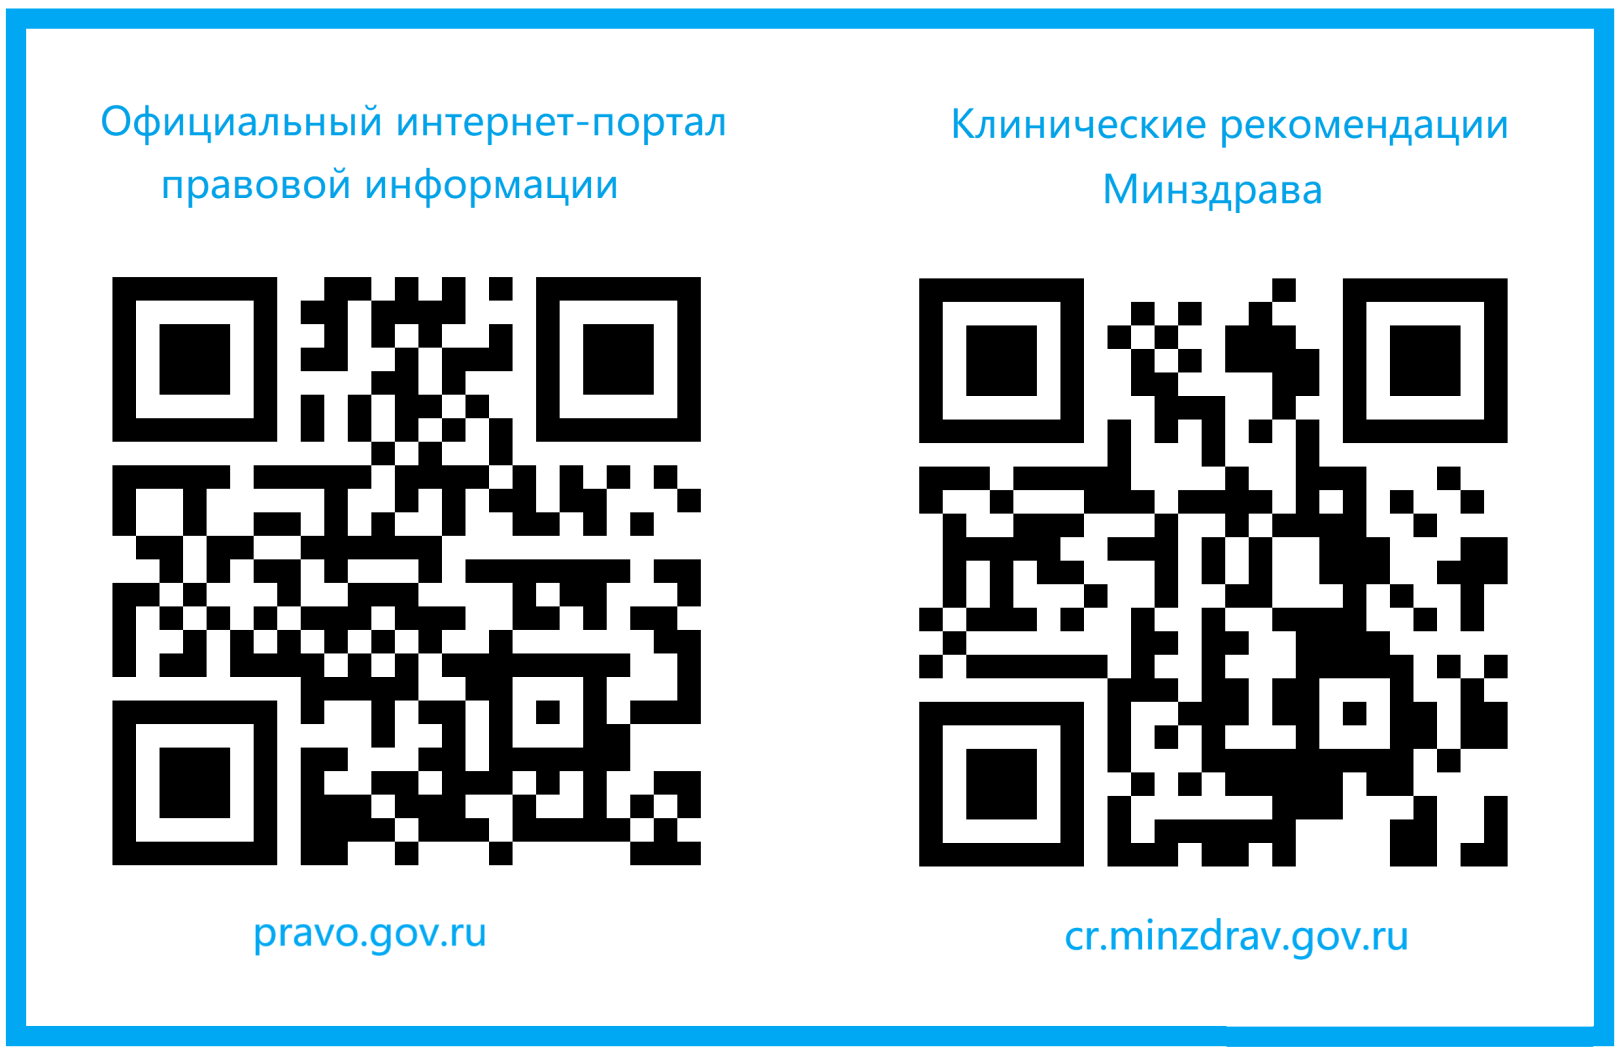 Официальный интернет-портал
правовой информации
pravo.gov.ru
Клинические рекомендации
Минздрава
cr.minzdrav.gov.ru